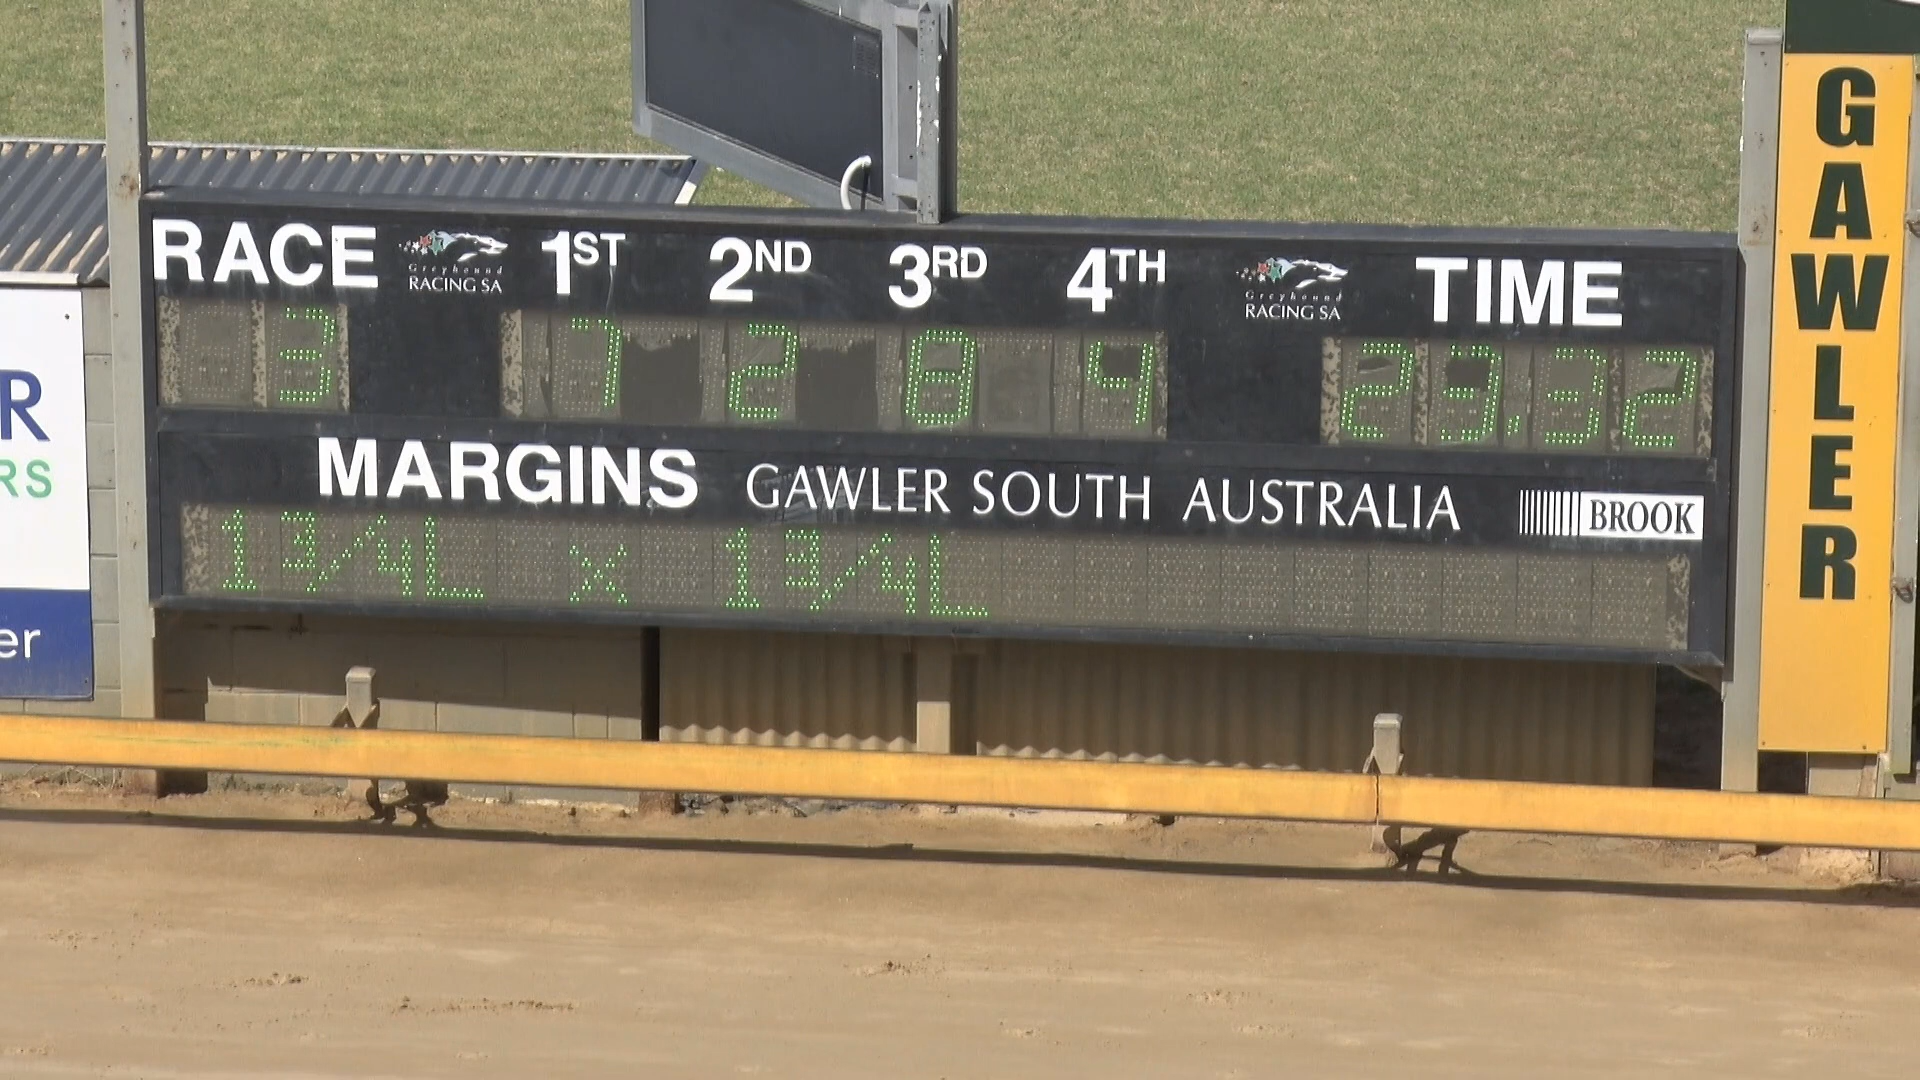 RACE 1ST 2ND 3RD 4TH TIME
Greyhound
RACING SA
Greyhound
RACING SA
3 7 2 8 4 23.32
MARGINS GAWLER SOUTH AUSTRALIA BROOK
1 3/4L x 1 3/4L
GAWLER
R
RS
er